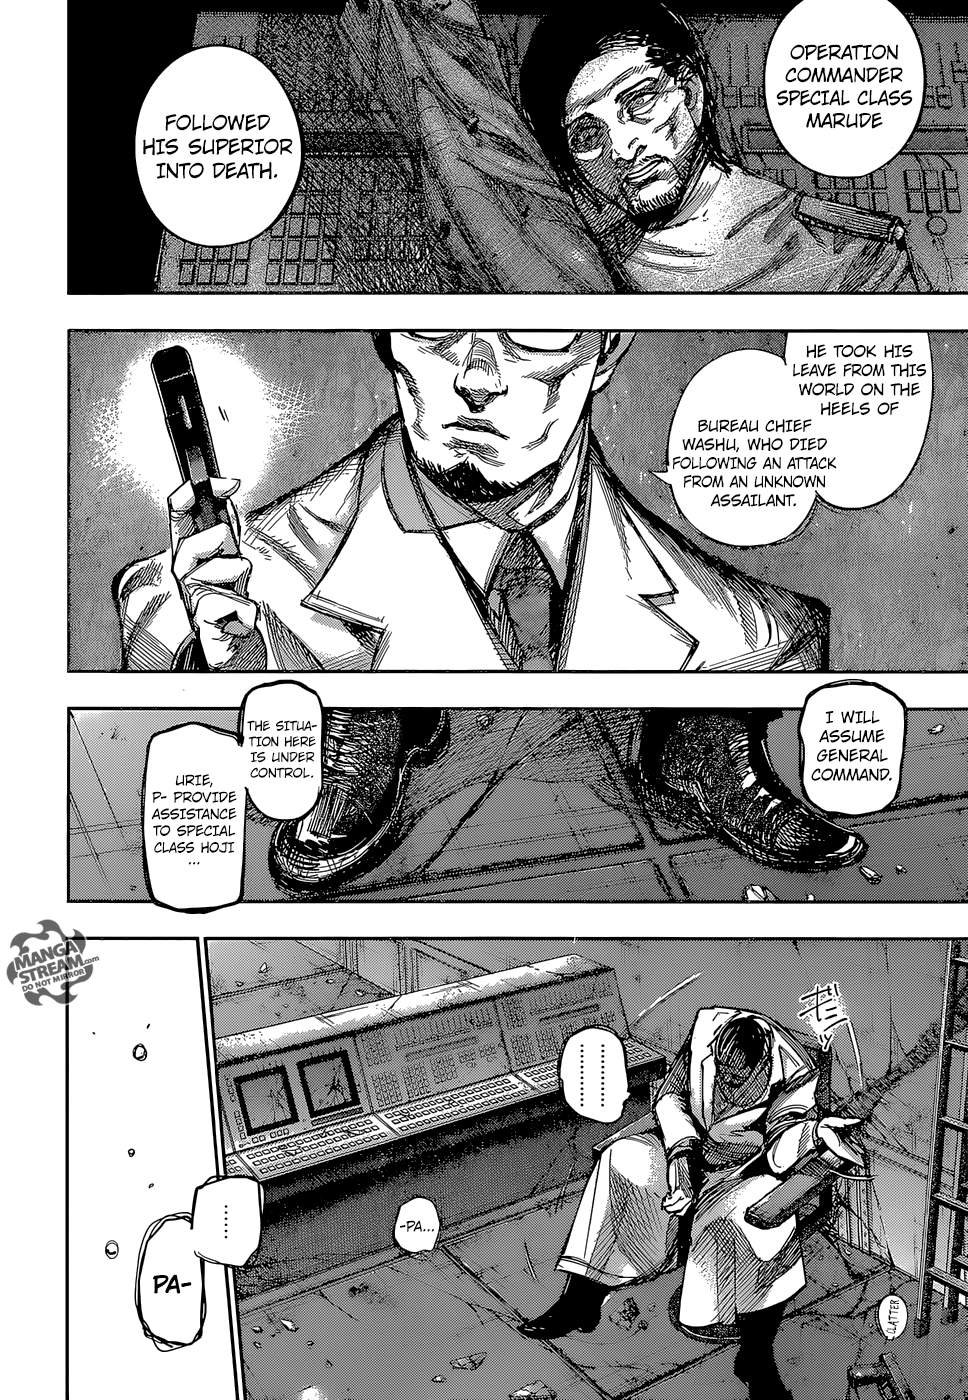 OPERATION
COMMANDER
SPECIAL CLASS
MARUDE
FOLLOWED
HIS SUPERIOR
INTO DEATH.
HE TOOK HIS
LEAVE FROM THIS
WORLD ON THE
HEELS OF
BUREAU CHIEF
WASHU, WHO DIED
FOLLOWING AN ATTACK
FROM AN UNKNOWN
ASSAILANT.
I WILL
ASSUME
GENERAL
COMMAND.
THE SITUA-
TION HERE
IS UNDER
CONTROL.
URIE,
P- PROVIDE
ASSISTANCE
TO SPECIAL
CLASS HOJI
...
.........
-PA...
CLATTER
......
PA-
MANGA
STREAM.com
DO NOT MIRROR!